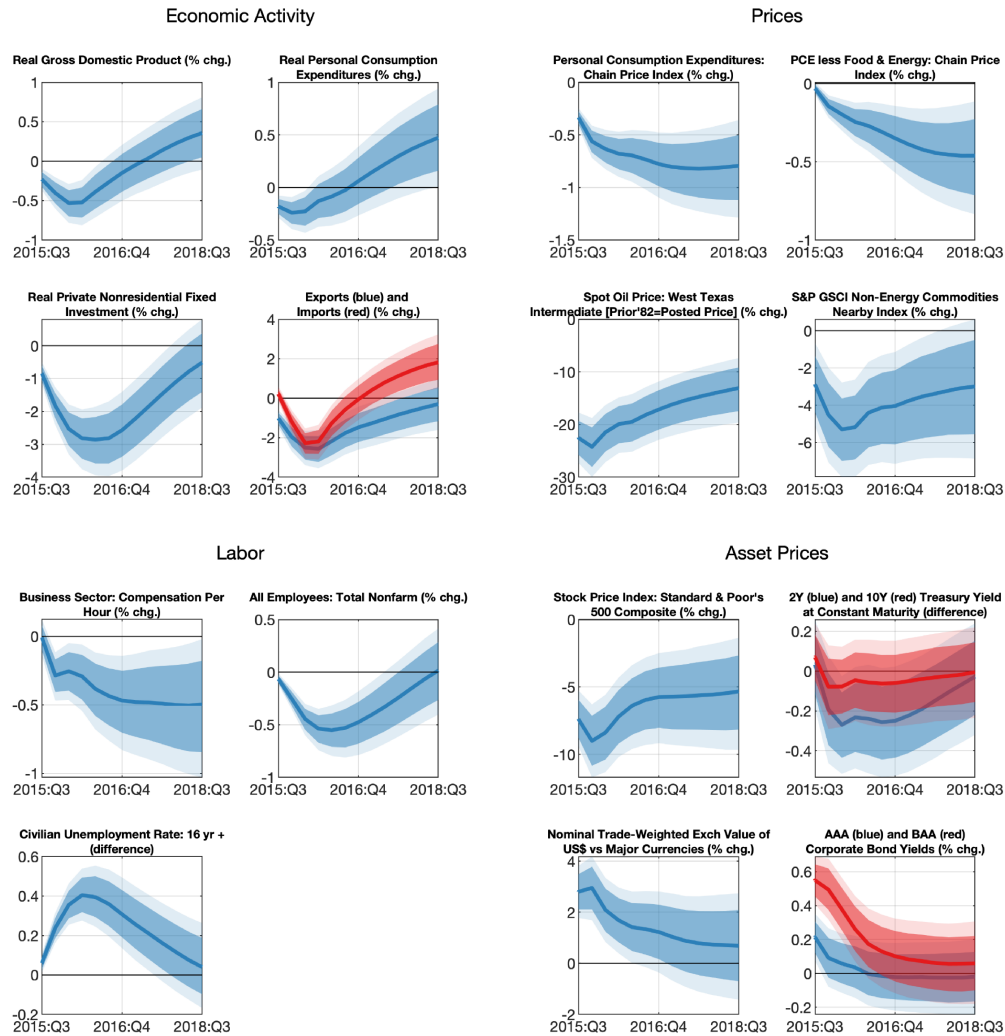 Economic Activity
Real Gross Domestic Product (% chg.)
1
0.5
0
-0.5
-1
2015:Q3
2016:Q4
2018:Q3
Real Personal Consumption
Expenditures (% chg.)
1
0.5
0
-0.5
2015:Q3
2016:Q4
2018:Q3
Real Private Nonresidential Fixed
Investment (% chg.)
0
-1
-2
-3
-4
2015:Q3
2016:Q4
2018:Q3
Exports (blue) and
Imports (red) (% chg.)
4
2
0
-2
-4
2015:Q3
2016:Q4
2018:Q3
Prices
Personal Consumption Expenditures:
Chain Price Index (% chg.)
0
-0.5
-1
-1.5
2015:Q3
2016:Q4
2018:Q3
PCE less Food & Energy: Chain Price
Index (% chg.)
0
-0.5
-1
2015:Q3
2016:Q4
2018:Q3
Spot Oil Price: West Texas
Intermediate [Prior'82=Posted Price] (% chg.)
0
-10
-20
-30
2015:Q3
2016:Q4
2018:Q3
S&P GSCI Non-Energy Commodities
Nearby Index (% chg.)
0
-2
-4
-6
2015:Q3
2016:Q4
2018:Q3
Labor
Business Sector: Compensation Per
Hour (% chg.)
0
-0.5
-1
2015:Q3
2016:Q4
2018:Q3
All Employees: Total Nonfarm (% chg.)
0.5
0
-0.5
-1
2015:Q3
2016:Q4
2018:Q3
Civilian Unemployment Rate: 16 yr +
(difference)
0.6
0.4
0.2
0
-0.2
2015:Q3
2016:Q4
2018:Q3
Asset Prices
Stock Price Index: Standard & Poor's
500 Composite (% chg.)
0
-5
-10
2015:Q3
2016:Q4
2018:Q3
2Y (blue) and 10Y (red) Treasury Yield
at Constant Maturity (difference)
0.2
0
-0.2
-0.4
2015:Q3
2016:Q4
2018:Q3
Nominal Trade-Weighted Exch Value of
US$ vs Major Currencies (% chg.)
4
2
0
-2
2015:Q3
2016:Q4
2018:Q3
AAA (blue) and BAA (red)
Corporate Bond Yields (% chg.)
0.6
0.4
0.2
0
-0.2
2015:Q3
2016:Q4
2018:Q3